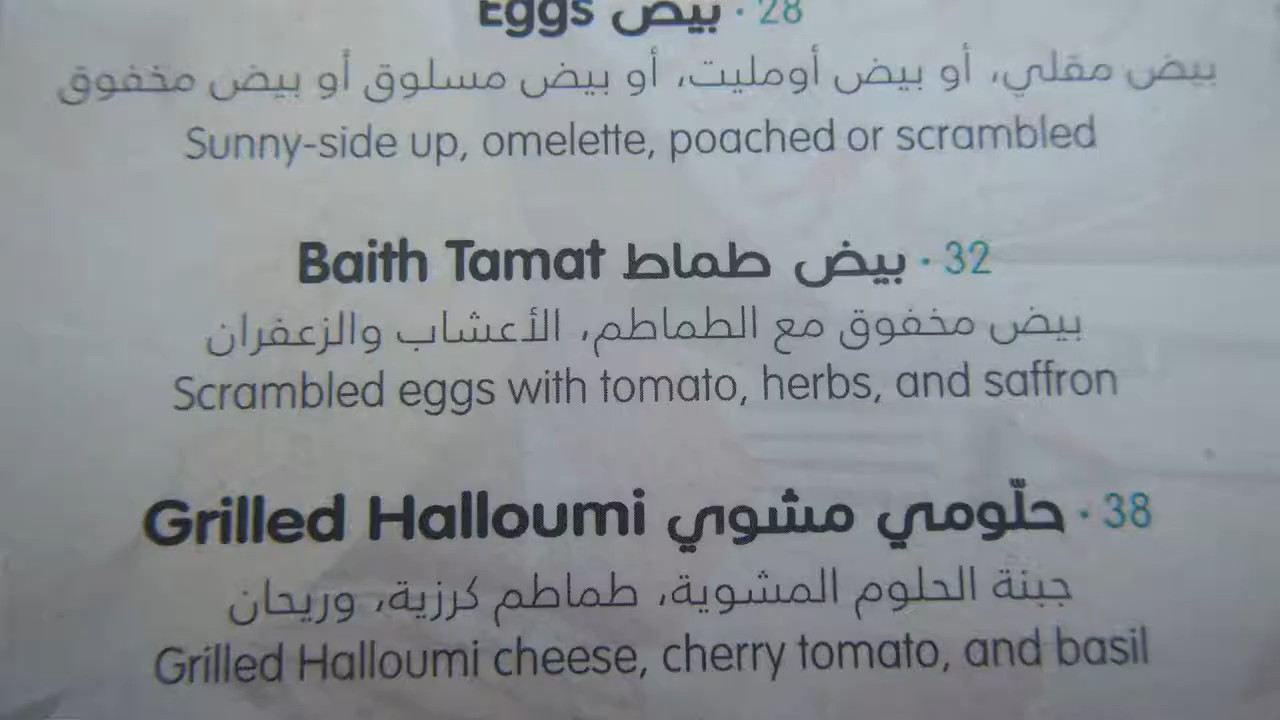 Eggs بيض · 28
بيض مقلي، أو بيض أومليت، أو بيض مسلوق أو بيض مخفوق
Sunny-side up, omelette, poached or scrambled
Baith Tamat بيض طماط · 32
بيض مخفوق مع الطماطم، الأعشاب والزعفران
Scrambled eggs with tomato, herbs, and saffron
Grilled Halloumi حلّومي مشوي · 38
جبنة الحلوم المشوية، طماطم كرزية، وريحان
Grilled Halloumi cheese, cherry tomato, and basil